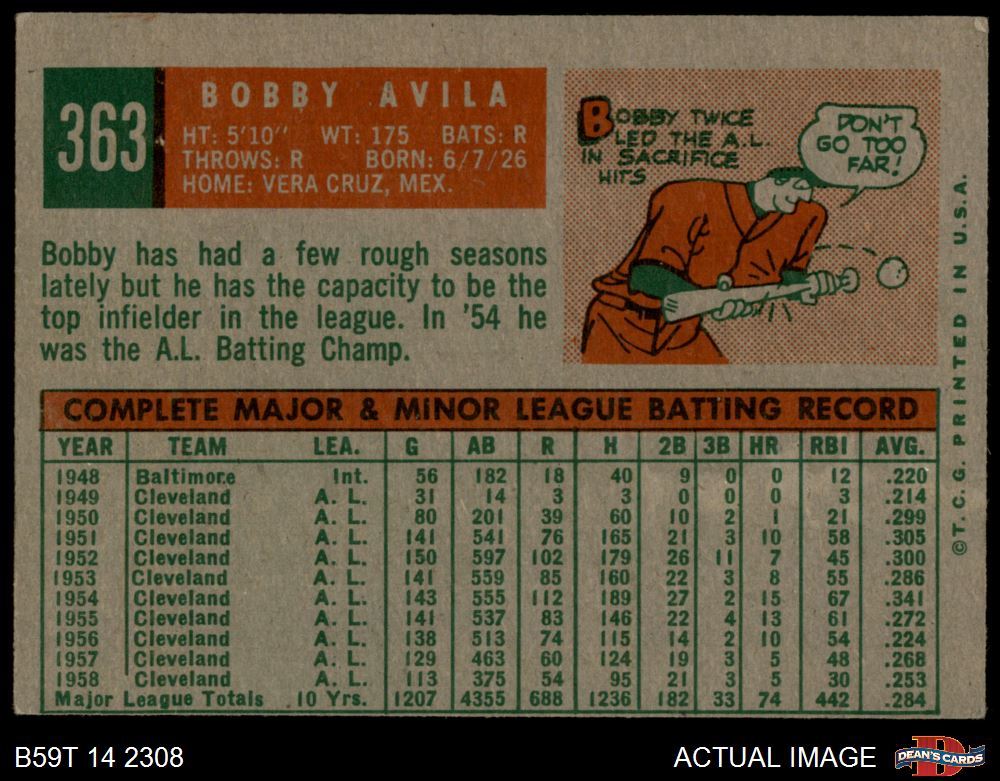 363
BOBBY AVILA
HT: 5'10" WT: 175 BATS: R
THROWS: R BORN: 6/7/26
HOME: VERA CRUZ, MEX.
BOBBY TWICE
LED THE A.L.
IN SACRIFICE
HITS
DON'T
GO TOO
FAR!
Bobby has had a few rough seasons
lately but he has the capacity to be the
top infielder in the league. In '54 he
was the A.L. Batting Champ.
COMPLETE MAJOR & MINOR LEAGUE BATTING RECORD
YEAR TEAM LEA. G AB R H 2B 3B HR RBI AVG.
1948 Baltimore Int. 56 182 18 40 9 0 0 12 .220
1949 Cleveland A. L. 31 14 3 3 0 0 0 3 .214
1950 Cleveland A. L. 80 201 39 60 10 2 1 21 .299
1951 Cleveland A. L. 141 541 76 165 21 3 10 58 .305
1952 Cleveland A. L. 150 597 102 179 26 11 7 45 .300
1953 Cleveland A. L. 141 559 85 160 22 3 8 55 .286
1954 Cleveland A. L. 143 555 112 189 27 2 15 67 .341
1955 Cleveland A. L. 141 537 83 146 22 4 13 61 .272
1956 Cleveland A. L. 138 513 74 115 14 2 10 54 .224
1957 Cleveland A. L. 129 463 60 124 19 3 5 48 .268
1958 Cleveland A. L. 113 375 54 95 21 3 5 30 .253
Major League Totals 10 Yrs. 1207 4355 688 1236 182 33 74 442 .284
© T. C. G. PRINTED IN U.S.A.
B59T 14 2308
ACTUAL IMAGE
DEAN'S CARDS